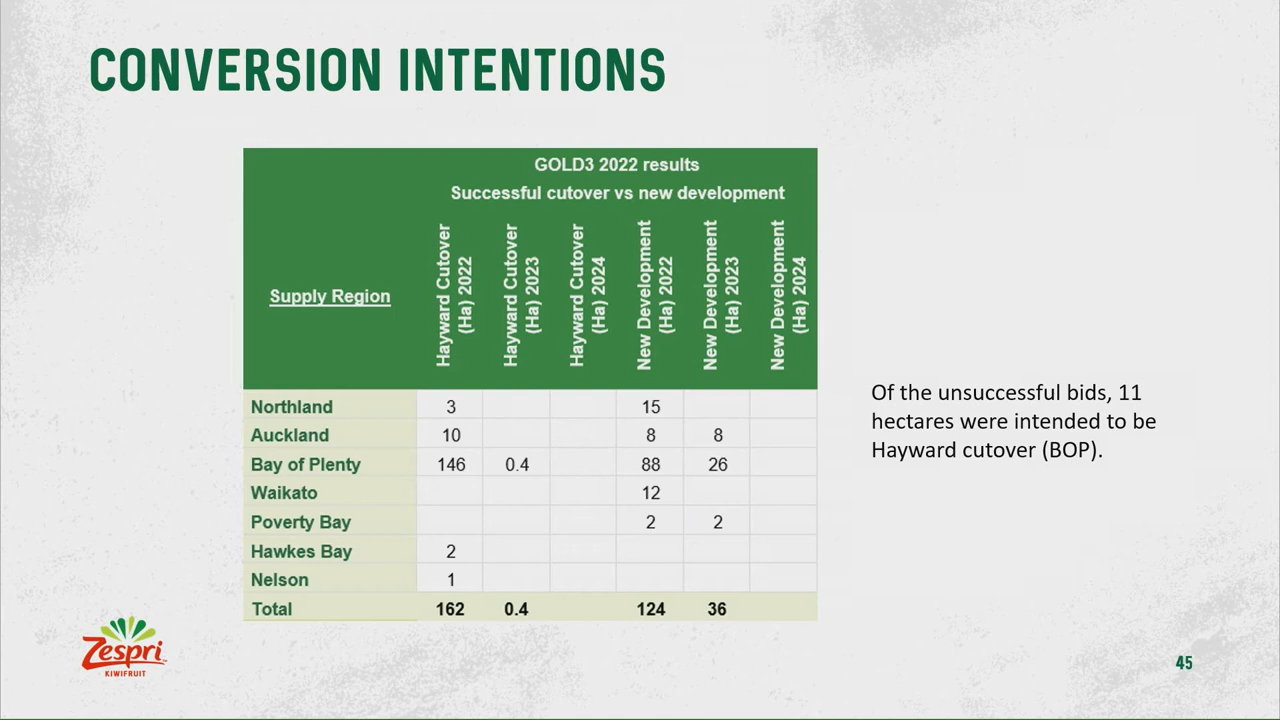 CONVERSION INTENTIONS
GOLD3 2022 results
Successful cutover vs new development
Supply Region
Hayward Cutover
(Ha) 2022
Hayward Cutover
(Ha) 2023
Hayward Cutover
(Ha) 2024
New Development
(Ha) 2022
New Development
(Ha) 2023
New Development
(Ha) 2024
Northland 3 15
Auckland 10 8 8
Bay of Plenty 146 0.4 88 26
Waikato 12
Poverty Bay 2 2
Hawkes Bay 2
Nelson 1
Total 162 0.4 124 36
Of the unsuccessful bids, 11
hectares were intended to be
Hayward cutover (BOP).
Zespri
KIWIFRUIT
45